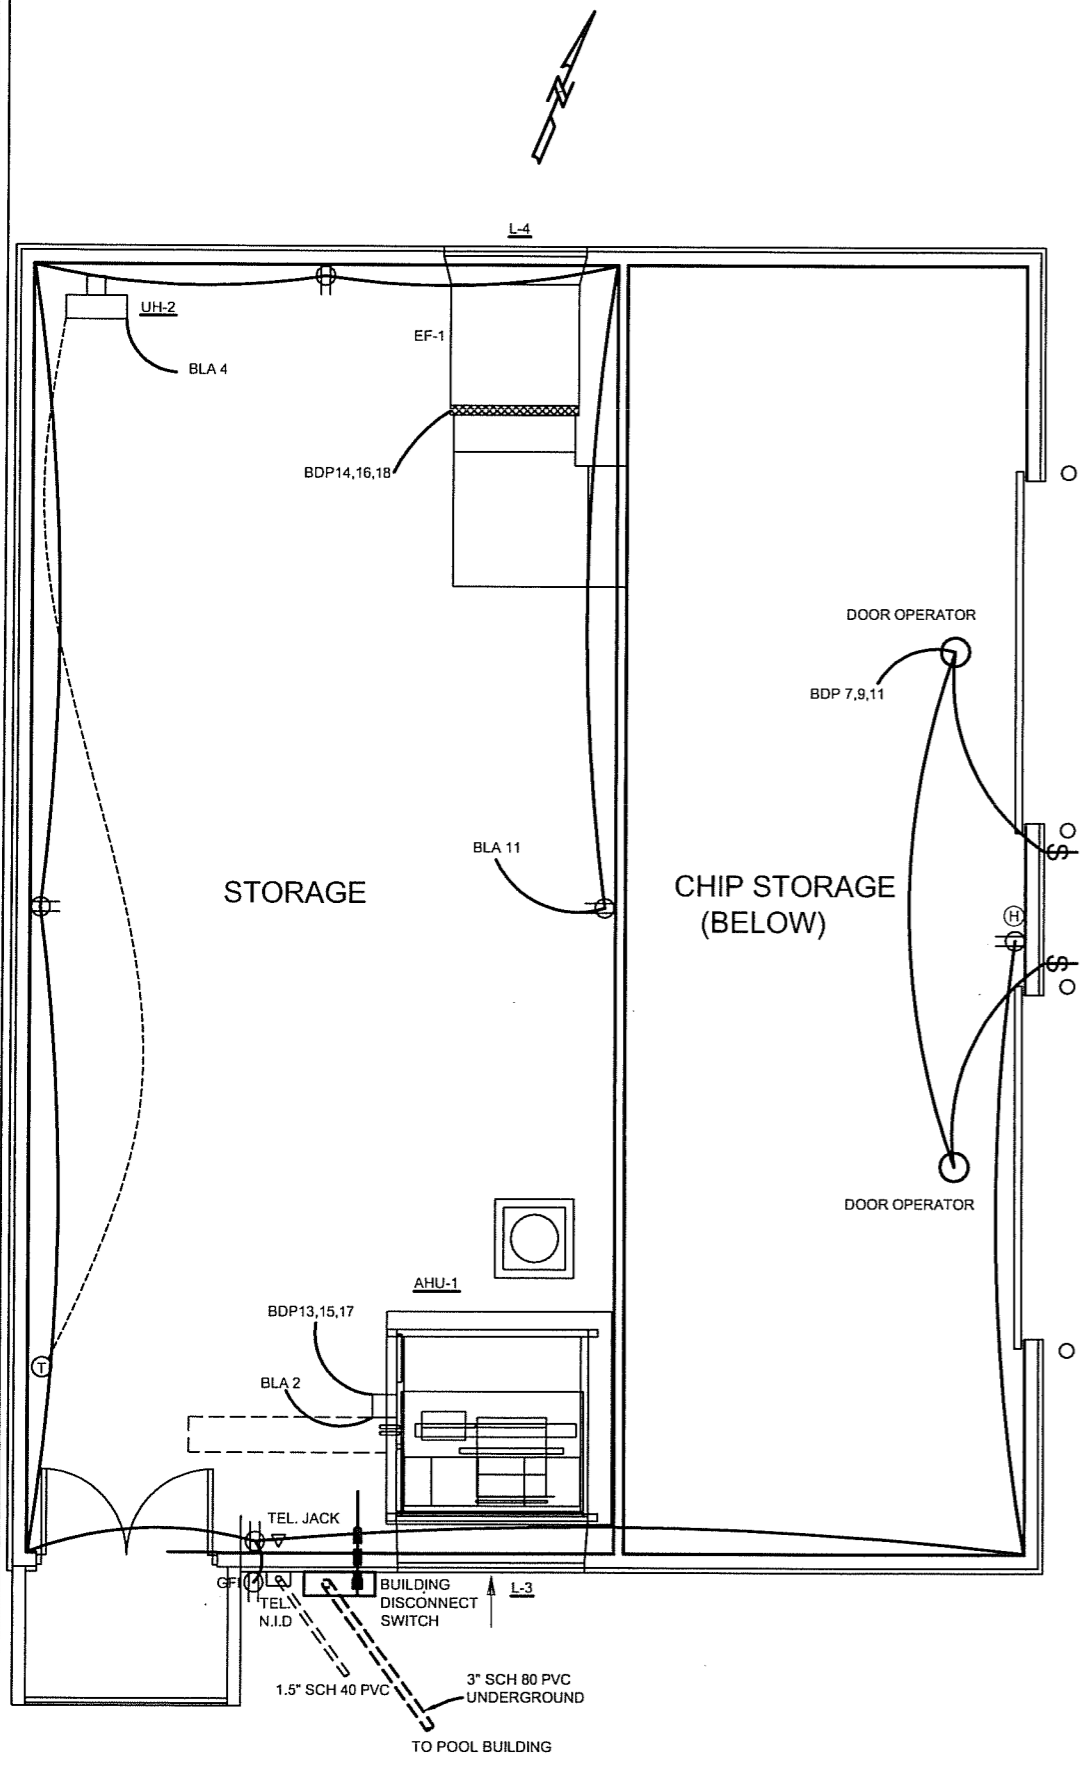 N
L-4
UH-2
EF-1
BLA 4
BDP14,16,18
DOOR OPERATOR
BDP 7,9,11
BLA 11
STORAGE
CHIP STORAGE
(BELOW)
H
S
S
DOOR OPERATOR
AHU-1
BDP13,15,17
T
BLA 2
TEL. JACK
GFI
TEL.
N.I.D
BUILDING
DISCONNECT
SWITCH
L-3
1.5" SCH 40 PVC
3" SCH 80 PVC
UNDERGROUND
TO POOL BUILDING